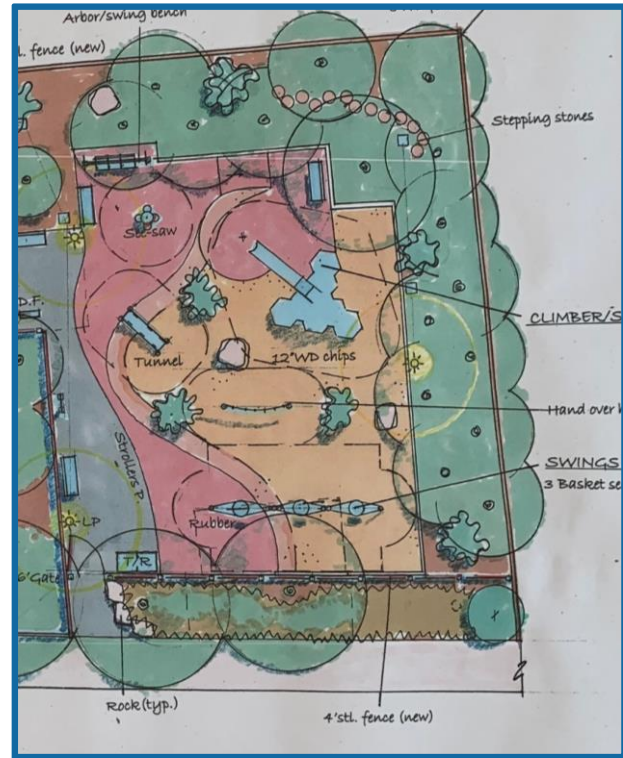 Arbor/swing bench
fence (new)
Stepping stones
See-saw
D.F.
CLIMBER/S
Tunnel
12" WD chips
Hand over
Strollers P.
SWINGS
3 Basket se
Rubber
LP
T/R
6' Gate
Rock (typ.)
4' stl. fence (new)